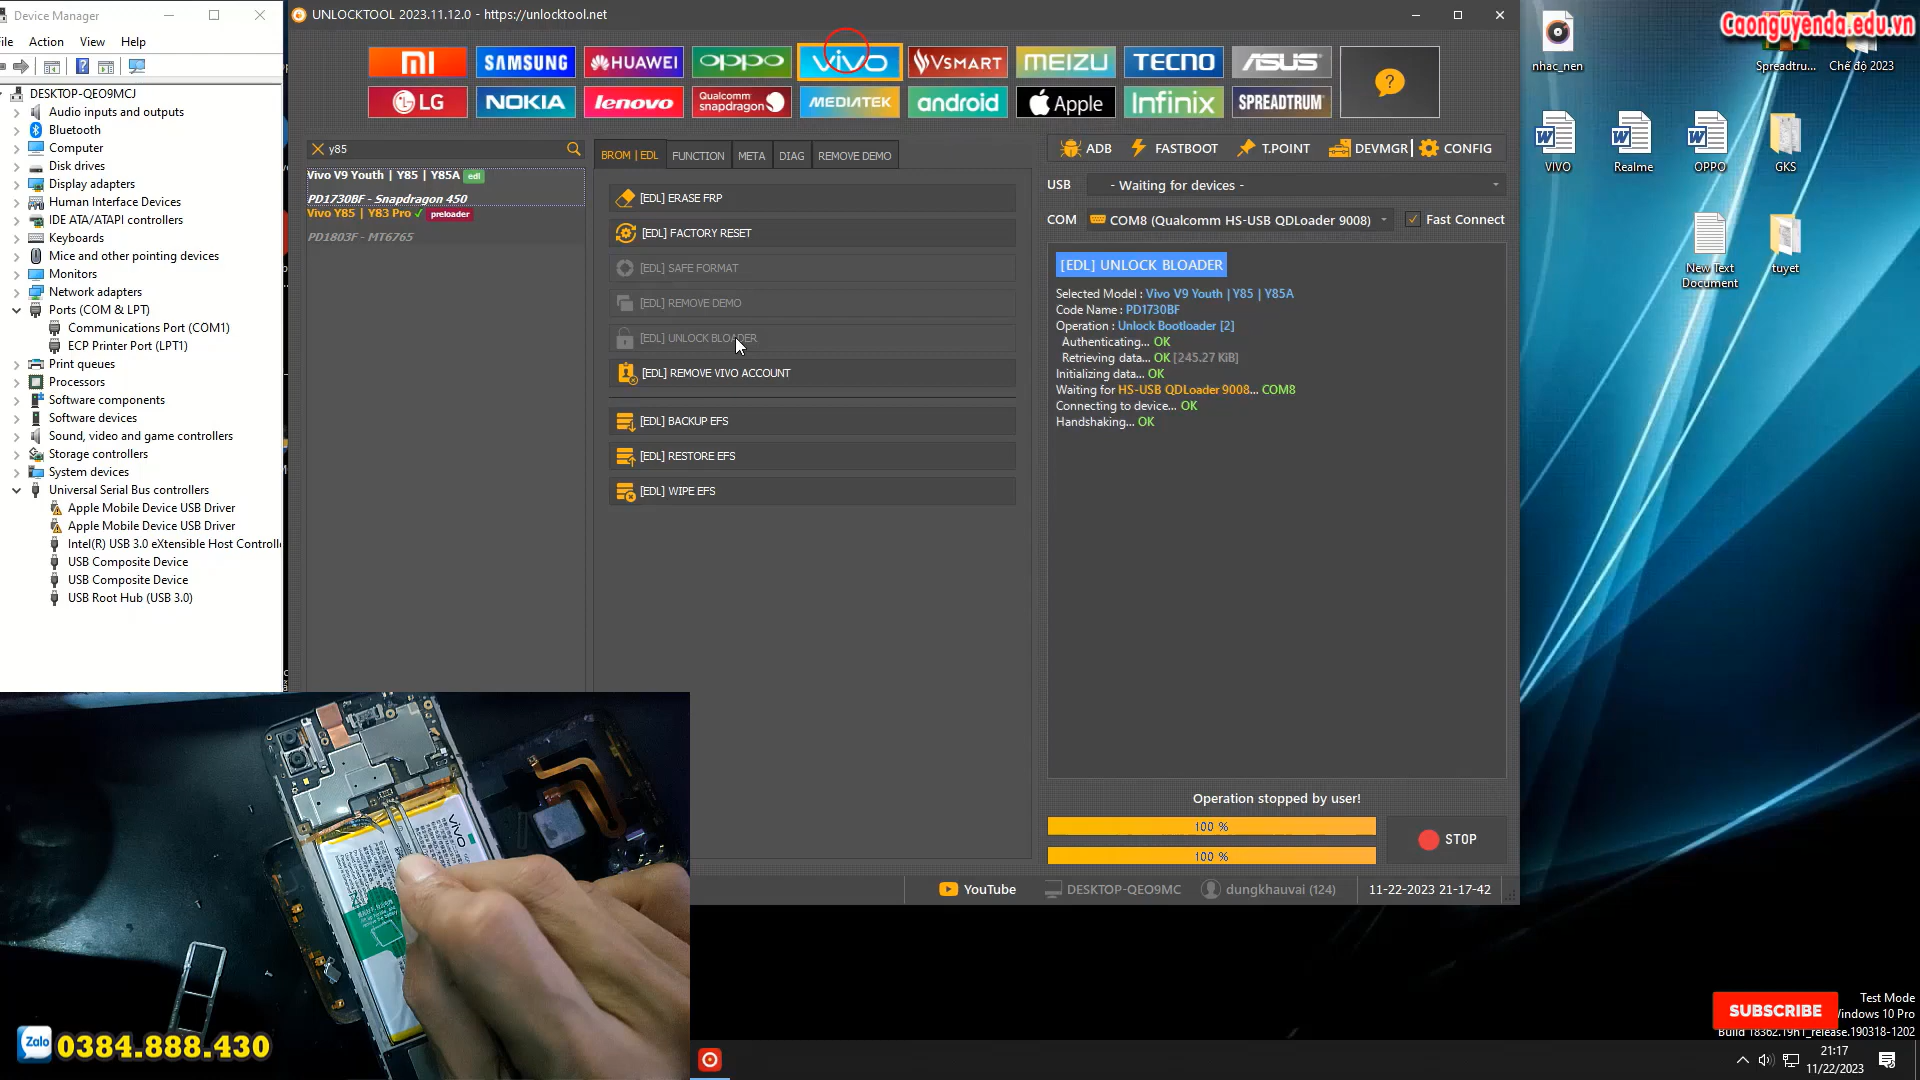 Device Manager
File Action View Help
DESKTOP-QEO9MCJ
Audio inputs and outputs
Bluetooth
Computer
Disk drives
Display adapters
Human Interface Devices
IDE ATA/ATAPI controllers
Keyboards
Mice and other pointing devices
Monitors
Network adapters
Ports (COM & LPT)
Communications Port (COM1)
ECP Printer Port (LPT1)
Print queues
Processors
Software components
Software devices
Sound, video and game controllers
Storage controllers
System devices
Universal Serial Bus controllers
Apple Mobile Device USB Driver
Apple Mobile Device USB Driver
Intel(R) USB 3.0 eXtensible Host Controll
USB Composite Device
USB Composite Device
USB Root Hub (USB 3.0)
UNLOCKTOOL 2023.11.12.0 - https://unlocktool.net
mi SAMSUNG HUAWEI oppo vivo VSMART MEIZU TECNO ASUS ?
LG NOKIA lenovo Qualcomm snapdragon MEDIATEK android Apple Infinix SPREADTRUM
y85
Vivo V9 Youth | Y85 | Y85A edl
PD1730BF - Snapdragon 450
Vivo Y85 | Y83 Pro ✓ preloader
PD1803F - MT6765
BROM | EDL FUNCTION META DIAG REMOVE DEMO
[EDL] ERASE FRP
[EDL] FACTORY RESET
[EDL] SAFE FORMAT
[EDL] REMOVE DEMO
[EDL] UNLOCK BLOADER
[EDL] REMOVE VIVO ACCOUNT
[EDL] BACKUP EFS
[EDL] RESTORE EFS
[EDL] WIPE EFS
ADB FASTBOOT T.POINT DEVMGR CONFIG
USB - Waiting for devices -
COM COM8 (Qualcomm HS-USB QDLoader 9008) Fast Connect
[EDL] UNLOCK BLOADER
Selected Model : Vivo V9 Youth | Y85 | Y85A
Code Name : PD1730BF
Operation : Unlock Bootloader [2]
Authenticating... OK
Retrieving data... OK [245.27 KiB]
Initializing data... OK
Waiting for HS-USB QDLoader 9008... COM8
Connecting to device... OK
Handshaking... OK
Operation stopped by user!
100 %
100 %
STOP
YouTube DESKTOP-QEO9MC dungkhauvai (124) 11-22-2023 21-17-42
Caonguyenda.edu.vn
nhac_nen
Spreadtru...
Chế độ 2023
VIVO
Realme
OPPO
GKS
New Text Document
tuyet
vivo
Zalo 0384.888.430
SUBSCRIBE
Test Mode
Windows 10 Pro
Build 18362.19h1_release.190318-1202
21:17
11/22/2023